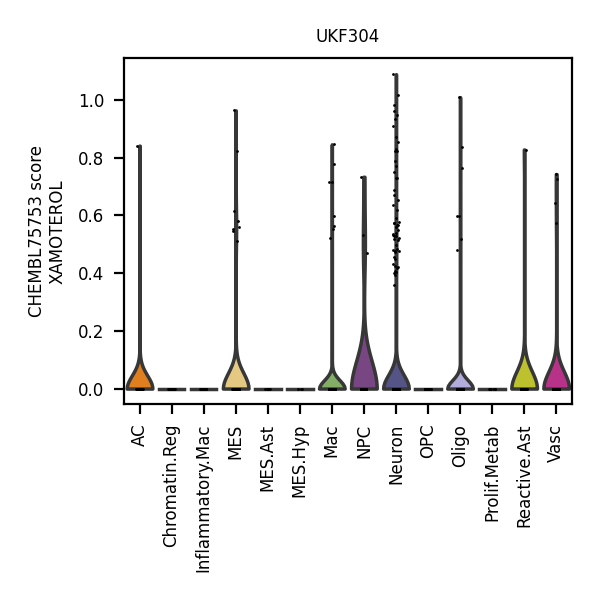 UKF304
CHEMBL75753 score
XAMOTEROL
1.0
0.8
0.6
0.4
0.2
0.0
AC
Chromatin.Reg
Inflammatory.Mac
MES
MES.Ast
MES.Hyp
Mac
NPC
Neuron
OPC
Oligo
Prolif.Metab
Reactive.Ast
Vasc